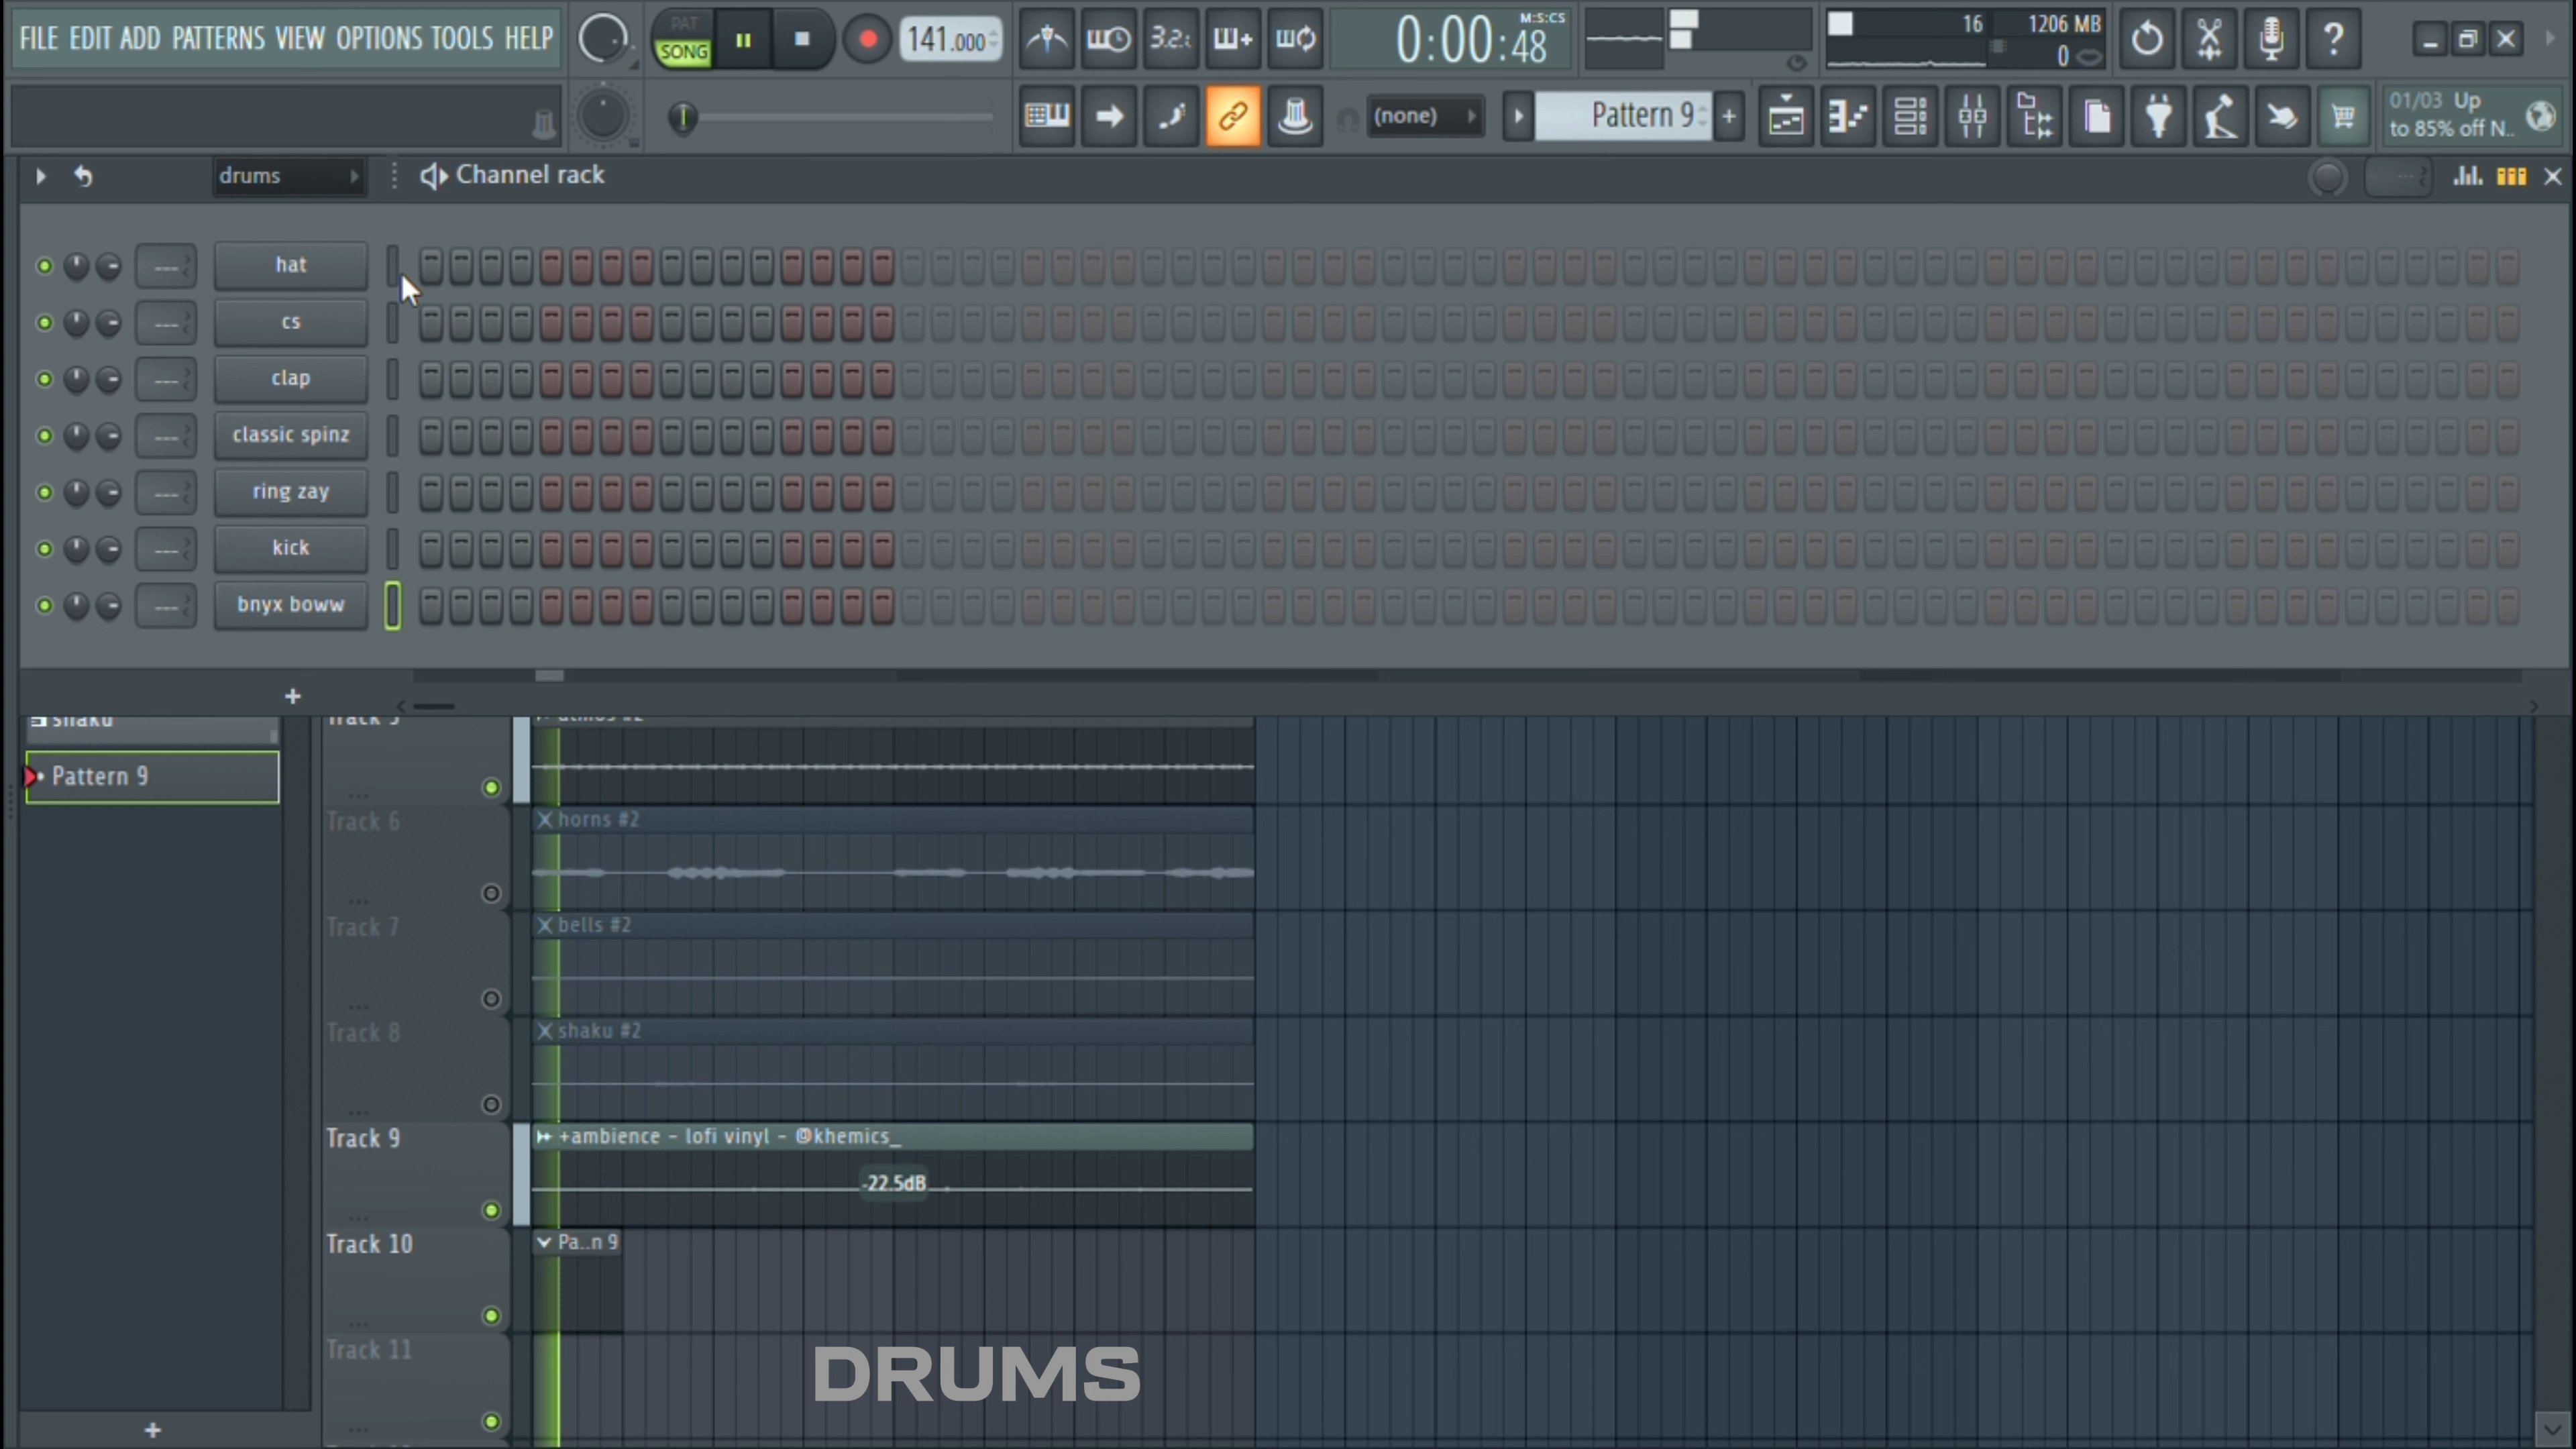 FILE EDIT ADD PATTERNS VIEW OPTIONS TOOLS HELP
PAT
SONG
141.000
3.2.
M:S:CS
0:00:48
16
1206 MB
0
(none)
Pattern 9
01/03 Up
to 85% off N..
drums
Channel rack
hat
cs
clap
classic spinz
ring zay
kick
bnyx boww
shaku
Pattern 9
Track 5
atmos #2
Track 6
horns #2
Track 7
bells #2
Track 8
shaku #2
Track 9
+ambience - lofi vinyl - @khemics_
-22.5dB
Track 10
Pa..n 9
Track 11
DRUMS